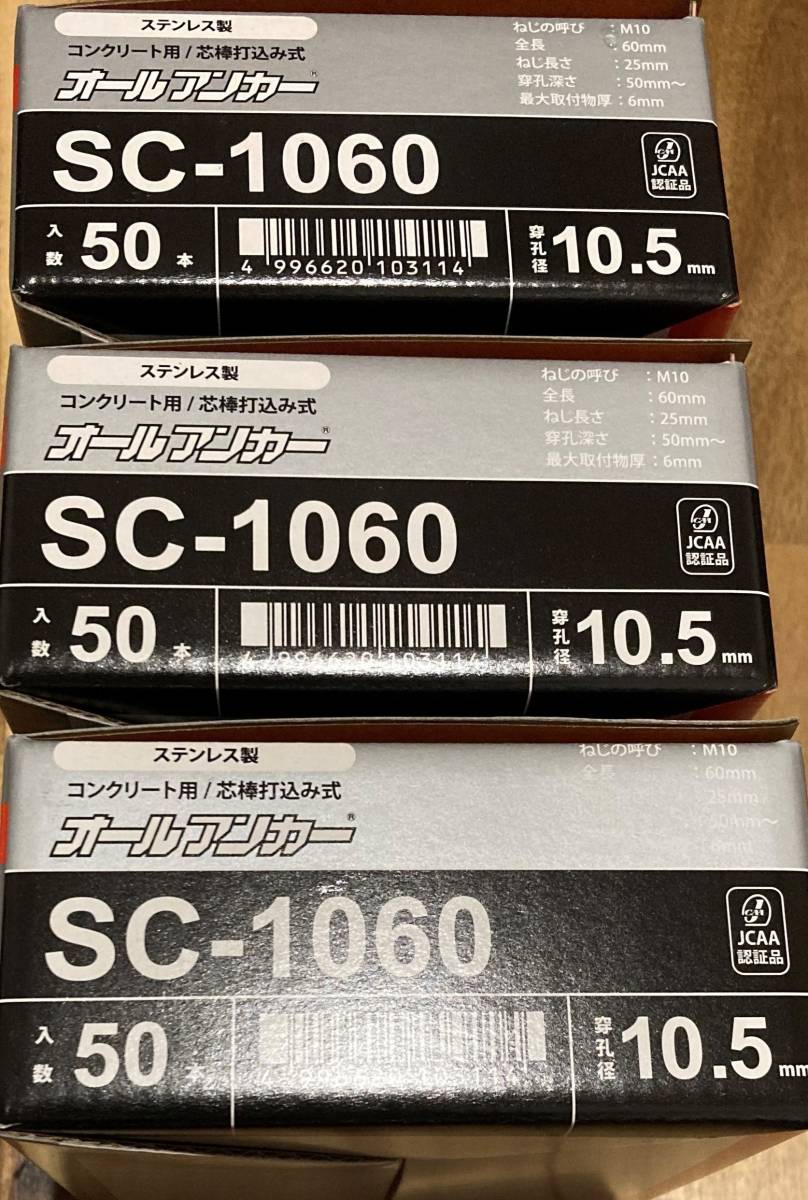 ステンレス製
コンクリート用/芯棒打込み式
オールアンカー®
ねじの呼び :M10
全長 :60mm
ねじ長さ :25mm
穿孔深さ :50mm～
最大取付物厚:6mm
SC-1060
JCAA
認証品
入数 50 本
4 996620 103114
穿孔径 10.5 mm
ステンレス製
コンクリート用/芯棒打込み式
オールアンカー®
ねじの呼び :M10
全長 :60mm
ねじ長さ :25mm
穿孔深さ :50mm～
最大取付物厚:6mm
SC-1060
JCAA
認証品
入数 50 本
4 996620 103114
穿孔径 10.5 mm
ステンレス製
コンクリート用/芯棒打込み式
オールアンカー®
ねじの呼び :M10
全長 :60mm
:25mm
:50mm～
:6mm
SC-1060
JCAA
認証品
入数 50 本
穿孔径 10.5 mm